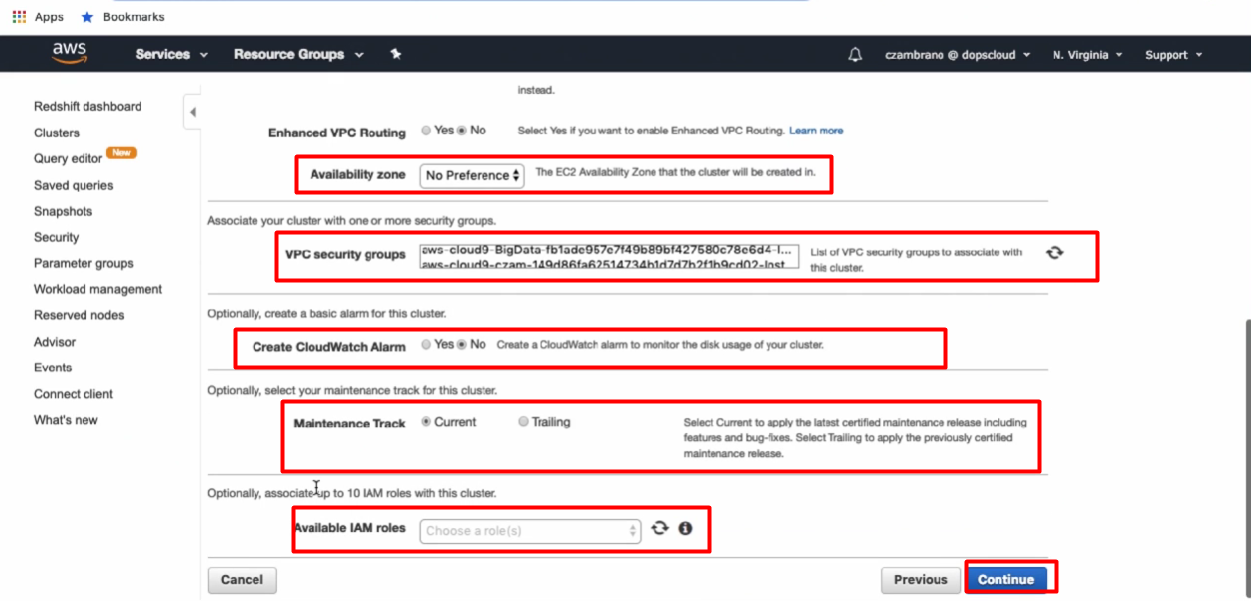 Apps Bookmarks
aws Services Resource Groups czambrano @ dopscloud N. Virginia Support
Redshift dashboard
Clusters
Query editor New
Saved queries
Snapshots
Security
Parameter groups
Workload management
Reserved nodes
Advisor
Events
Connect client
What's new
instead.
Enhanced VPC Routing Yes No Select Yes if you want to enable Enhanced VPC Routing. Learn more
Availability zone No Preference The EC2 Availability Zone that the cluster will be created in.
Associate your cluster with one or more security groups.
VPC security groups aws-cloud9-BigData-fb1ade957e7f49b89bf427580c78e6d4-I... List of VPC security groups to associate with
aws-cloud9-czam-149d86fa62514734b1d7d7b2f1b9cd02-Inst this cluster.
Optionally, create a basic alarm for this cluster.
Create CloudWatch Alarm Yes No Create a CloudWatch alarm to monitor the disk usage of your cluster.
Optionally, select your maintenance track for this cluster.
Maintenance Track Current Trailing Select Current to apply the latest certified maintenance release including
features and bug-fixes. Select Trailing to apply the previously certified
maintenance release.
Optionally, associate up to 10 IAM roles with this cluster.
Available IAM roles Choose a role(s)
Cancel Previous Continue